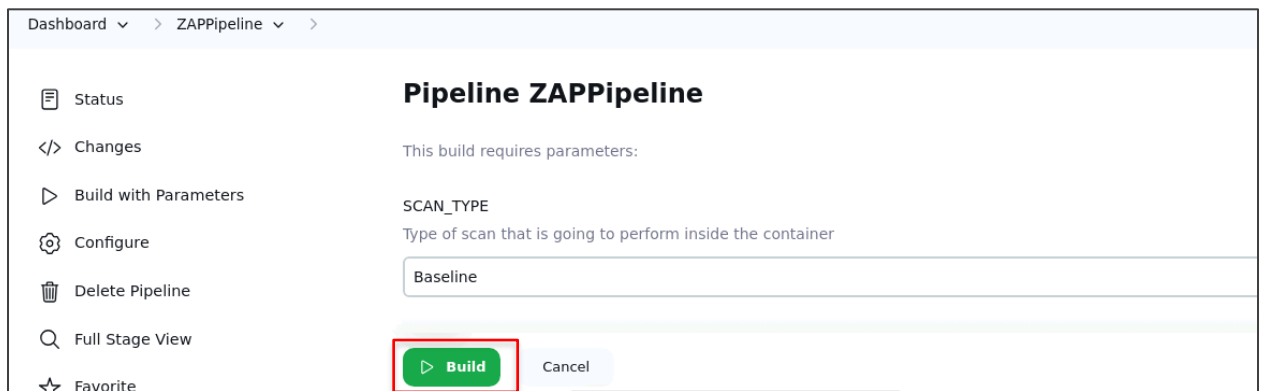 Dashboard > ZAPPipeline >
Status
Changes
Build with Parameters
Configure
Delete Pipeline
Full Stage View
Favorite
Pipeline ZAPPipeline
This build requires parameters:
SCAN_TYPE
Type of scan that is going to perform inside the container
Baseline
Build Cancel